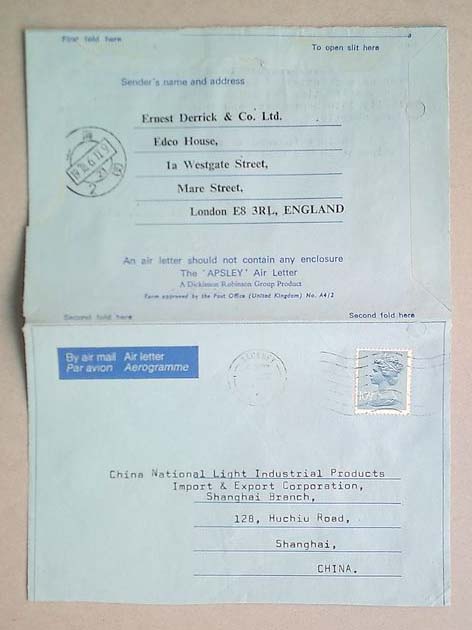 First fold here
To open slit here
Sender's name and address
Ernest Derrick & Co. Ltd.
Edco House,
1a Westgate Street,
Mare Street,
London E8 3RL, ENGLAND
An air letter should not contain any enclosure
The 'APSLEY' Air Letter
A Dickinson Robinson Group Product
Form approved by the Post Office (United Kingdom) No. A4/2
Second fold here
Second fold here
By air mail Air letter
Par avion Aerogramme
China National Light Industrial Products
Import & Export Corporation,
Shanghai Branch,
128, Huchiu Road,
Shanghai,
CHINA.